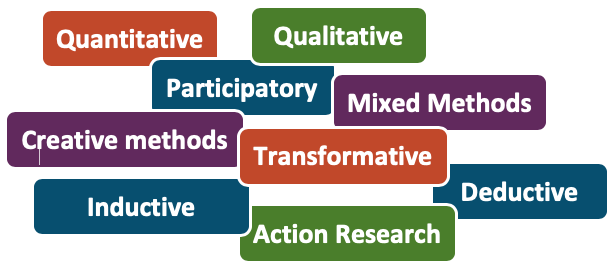 Quantitative
Qualitative
Participatory
Mixed Methods
Creative methods
Transformative
Deductive
Inductive
Action Research